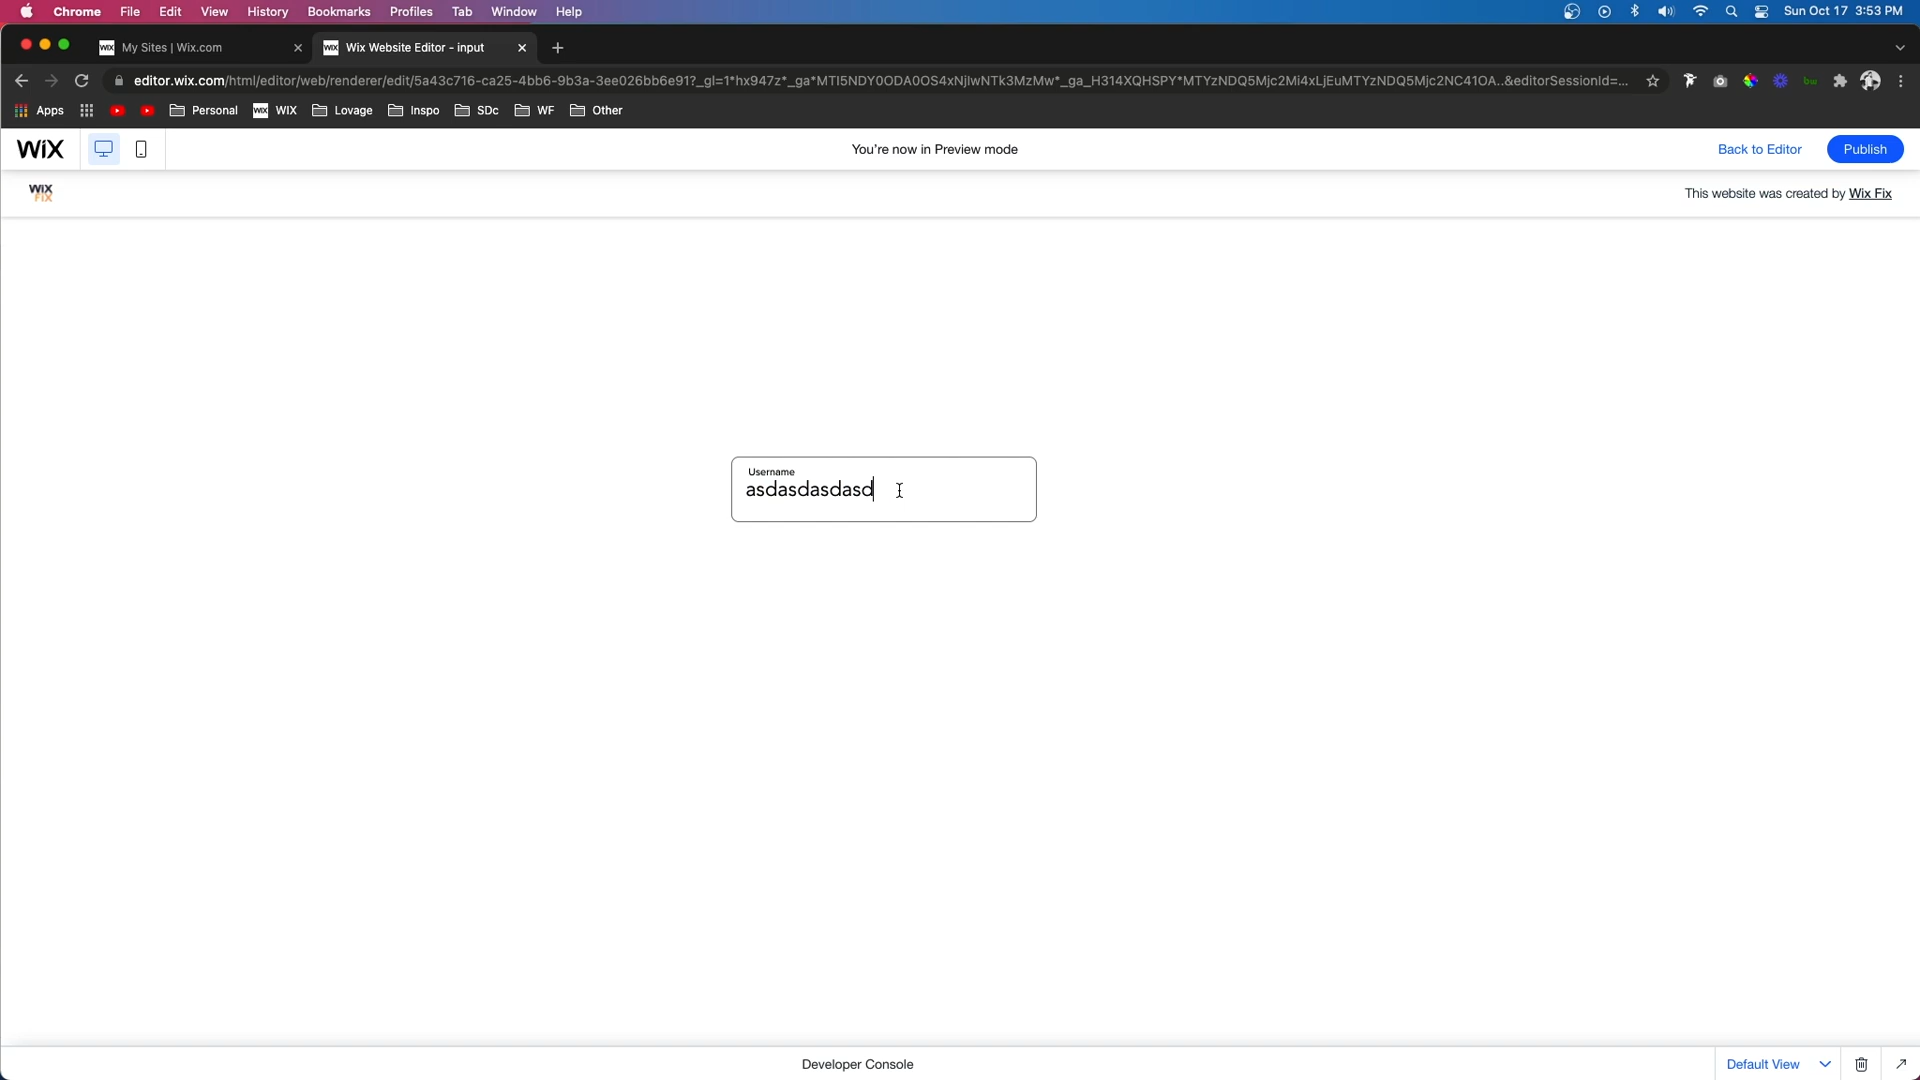 Chrome File Edit View History Bookmarks Profiles Tab Window Help Sun Oct 17 3:53 PM
WiX My Sites | Wix.com WiX Wix Website Editor - input
editor.wix.com/html/editor/web/renderer/edit/5a43c716-ca25-4bb6-9b3a-3ee026bb6e91?_gl=1*hx947z*_ga*MTI5NDY0ODA0OS4xNjIwNTk3MzMw*_ga_H314XQHSPY*MTYzNDQ5Mjc2Mi4xLjEuMTYzNDQ5Mjc2NC41OA..&editorSessionId=...
Apps Personal WiX WIX Lovage Inspo SDc WF Other
WiX You're now in Preview mode Back to Editor Publish
WiX
FIX
This website was created by Wix Fix
Username
asdasdasdasd
Developer Console Default View